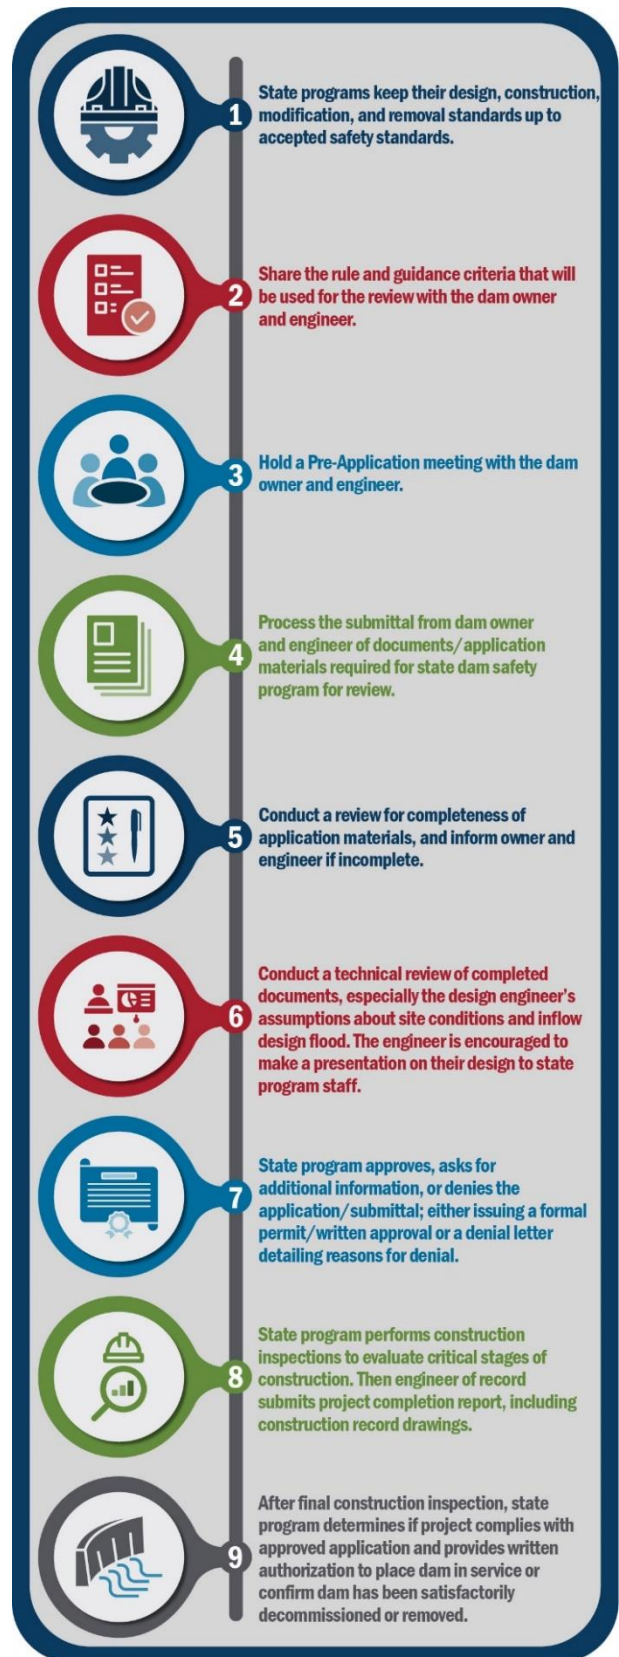 1
State programs keep their design, construction,
modification, and removal standards up to
accepted safety standards.
2
Share the rule and guidance criteria that will
be used for the review with the dam owner
and engineer.
3
Hold a Pre-Application meeting with the dam
owner and engineer.
4
Process the submittal from dam owner
and engineer of documents/application
materials required for state dam safety
program for review.
5
Conduct a review for completeness of
application materials, and inform owner and
engineer if incomplete.
6
Conduct a technical review of completed
documents, especially the design engineer's
assumptions about site conditions and inflow
design flood. The engineer is encouraged to
make a presentation on their design to state
program staff.
7
State program approves, asks for
additional information, or denies the
application/submittal; either issuing a formal
permit/written approval or a denial letter
detailing reasons for denial.
8
State program performs construction
inspections to evaluate critical stages of
construction. Then engineer of record
submits project completion report, including
construction record drawings.
9
After final construction inspection, state
program determines if project complies with
approved application and provides written
authorization to place dam in service or
confirm dam has been satisfactorily
decommissioned or removed.